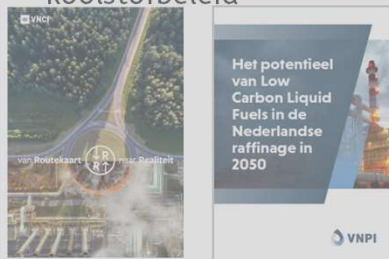 koolstofbeleid
VNCI
van Routekaart naar Realiteit
Het potentieel
van Low
Carbon Liquid
Fuels in de
Nederlandse
raffinage in
2050
VNPI